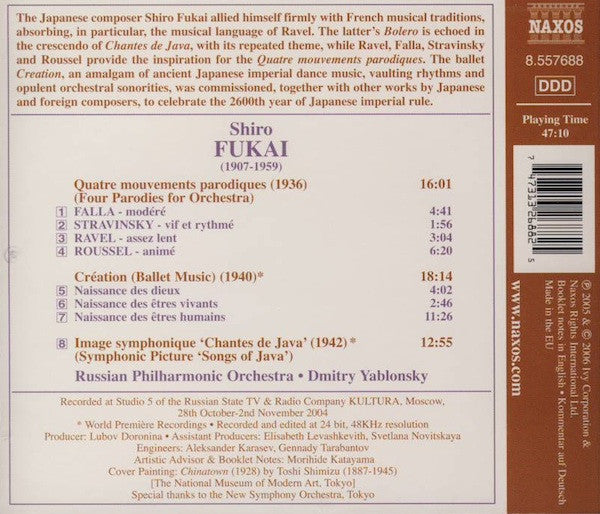 The Japanese composer Shiro Fukai allied himself firmly with French musical traditions,
absorbing, in particular, the musical language of Ravel. The latter's Bolero is echoed in
the crescendo of Chantes de Java, with its repeated theme, while Ravel, Falla, Stravinsky
and Roussel provide the inspiration for the Quatre mouvements parodiques. The ballet
Creation, an amalgam of ancient Japanese imperial dance music, vaulting rhythms and
opulent orchestral sonorities, was commissioned, together with other works by Japanese
and foreign composers, to celebrate the 2600th year of Japanese imperial rule.
Shiro
FUKAI
(1907-1959)
Quatre mouvements parodiques (1936) 16:01
(Four Parodies for Orchestra)
1 FALLA - modéré 4:41
2 STRAVINSKY - vif et rythmé 1:56
3 RAVEL - assez lent 3:04
4 ROUSSEL - animé 6:20
Création (Ballet Music) (1940)* 18:14
5 Naissance des dieux 4:02
6 Naissance des êtres vivants 2:46
7 Naissance des êtres humains 11:26
8 Image symphonique 'Chantes de Java' (1942)* 12:55
(Symphonic Picture 'Songs of Java')
Russian Philharmonic Orchestra • Dmitry Yablonsky
Recorded at Studio 5 of the Russian State TV & Radio Company KULTURA, Moscow,
28th October-2nd November 2004
* World Première Recordings • Recorded and edited at 24 bit, 48KHz resolution
Producer: Lubov Doronina • Assistant Producers: Elisabeth Levashkevith, Svetlana Novitskaya
Engineers: Aleksander Karasev, Gennady Tarabantov
Artistic Advisor & Booklet Notes: Morihide Katayama
Cover Painting: Chinatown (1928) by Toshi Shimizu (1887-1945)
[The National Museum of Modern Art, Tokyo]
Special thanks to the New Symphony Orchestra, Tokyo
NAXOS
8.557688
DDD
Playing Time
47:10
7 47313 26882 5
www.naxos.com
℗ 2005 & © 2006 Ivy Corporation &
Naxos Rights International Ltd.
Booklet notes in English • Kommentar auf Deutsch
Made in the EU